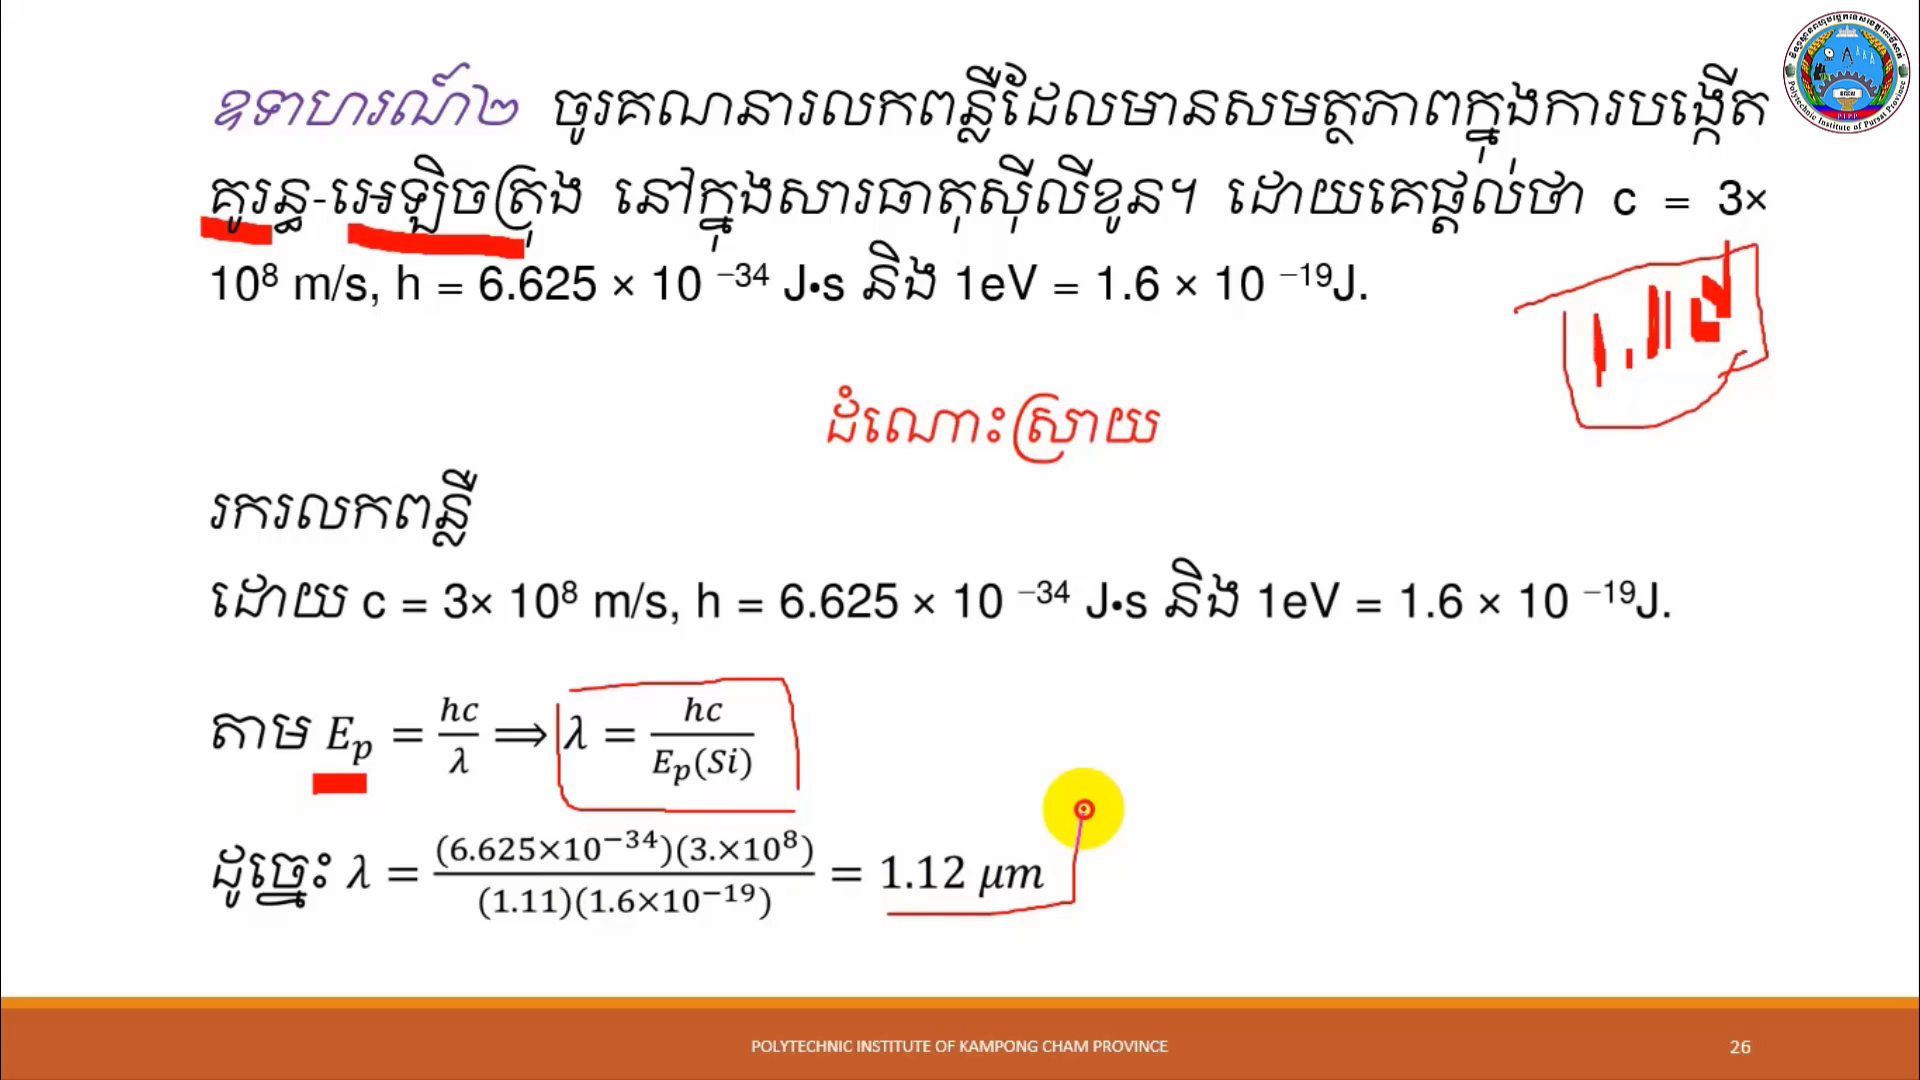 ឧទាហរណ៍២ ចូរគណនារលកពន្លឺដែលមានសមត្ថភាពក្នុងការបង្កើត
គូរន្ធ-អេឡិចត្រុង នៅក្នុងសារធាតុស៊ីលីខូន។ ដោយគេផ្តល់ថា c = 3×
10⁸ m/s, h = 6.625 × 10 ⁻³⁴ J•s និង 1eV = 1.6 × 10 ⁻¹⁹J.
ដំណោះស្រាយ
រករលកពន្លឺ
ដោយ c = 3× 10⁸ m/s, h = 6.625 × 10 ⁻³⁴ J•s និង 1eV = 1.6 × 10 ⁻¹⁹J.
តាម Eₚ = hc/λ ⟹ λ = hc/Eₚ(Si)
ដូច្នេះ λ = (6.625×10⁻³⁴)(3.×10⁸)/(1.11)(1.6×10⁻¹⁹) = 1.12 μm
POLYTECHNIC INSTITUTE OF KAMPONG CHAM PROVINCE 26
Polytechnic Institute of Pursat Province